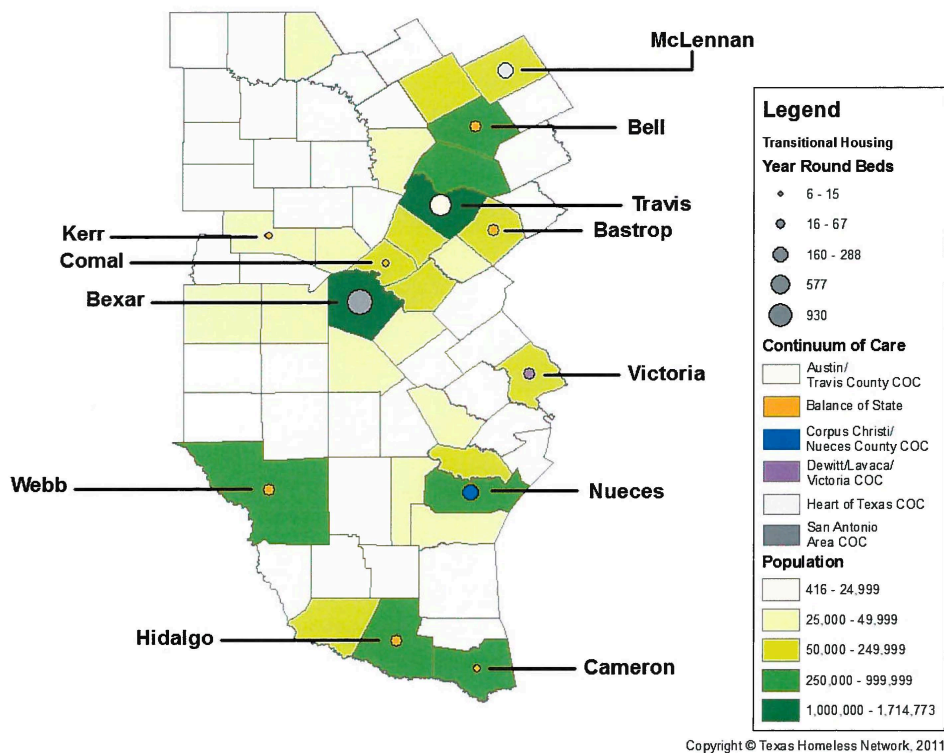 McLennan
Bell
Travis
Bastrop
Kerr
Comal
Bexar
Victoria
Webb
Nueces
Hidalgo
Cameron
Legend
Transitional Housing
Year Round Beds
6 - 15
16 - 67
160 - 288
577
930
Continuum of Care
Austin/
Travis County COC
Balance of State
Corpus Christi/
Nueces County COC
Dewitt/Lavaca/
Victoria COC
Heart of Texas COC
San Antonio
Area COC
Population
416 - 24,999
25,000 - 49,999
50,000 - 249,999
250,000 - 999,999
1,000,000 - 1,714,773
Copyright © Texas Homeless Network, 2011